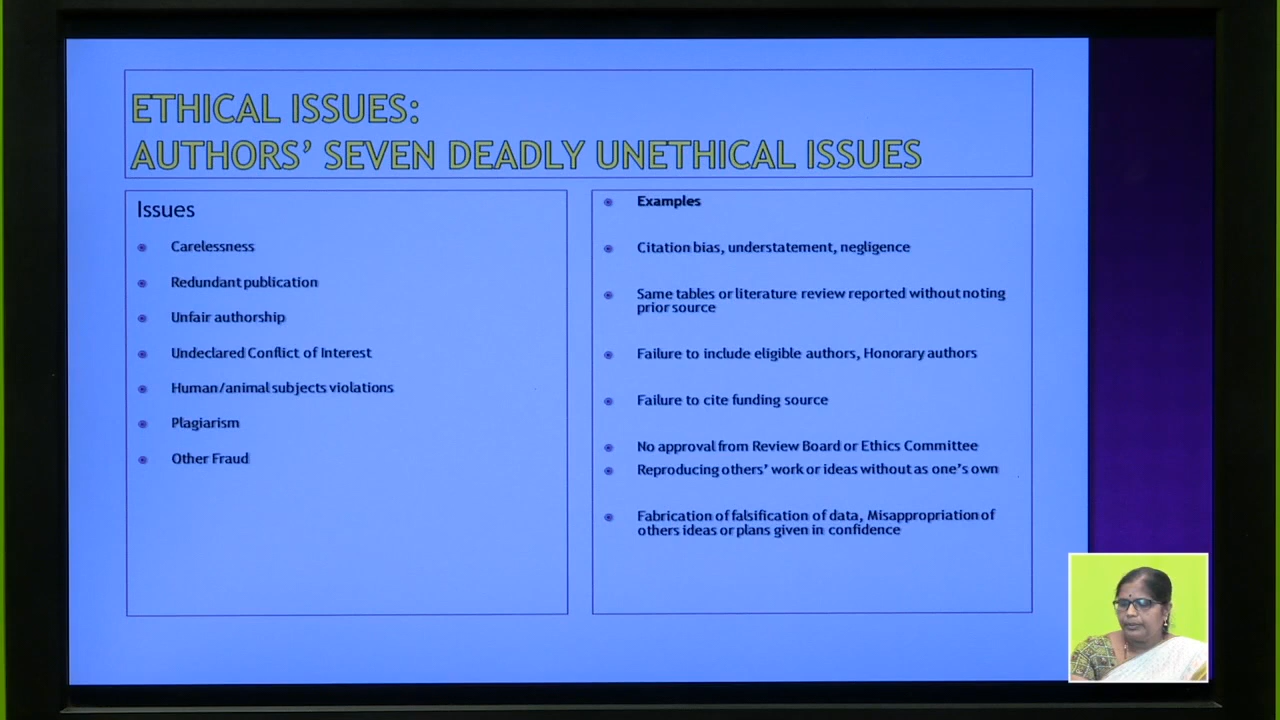 ETHICAL ISSUES:
AUTHORS’ SEVEN DEADLY UNETHICAL ISSUES
Issues
Carelessness
Redundant publication
Unfair authorship
Undeclared Conflict of Interest
Human/animal subjects violations
Plagiarism
Other Fraud
Examples
Citation bias, understatement, negligence
Same tables or literature review reported without noting
prior source
Failure to include eligible authors, Honorary authors
Failure to cite funding source
No approval from Review Board or Ethics Committee
Reproducing others’ work or ideas without as one’s own
Fabrication of falsification of data, Misappropriation of
others ideas or plans given in confidence